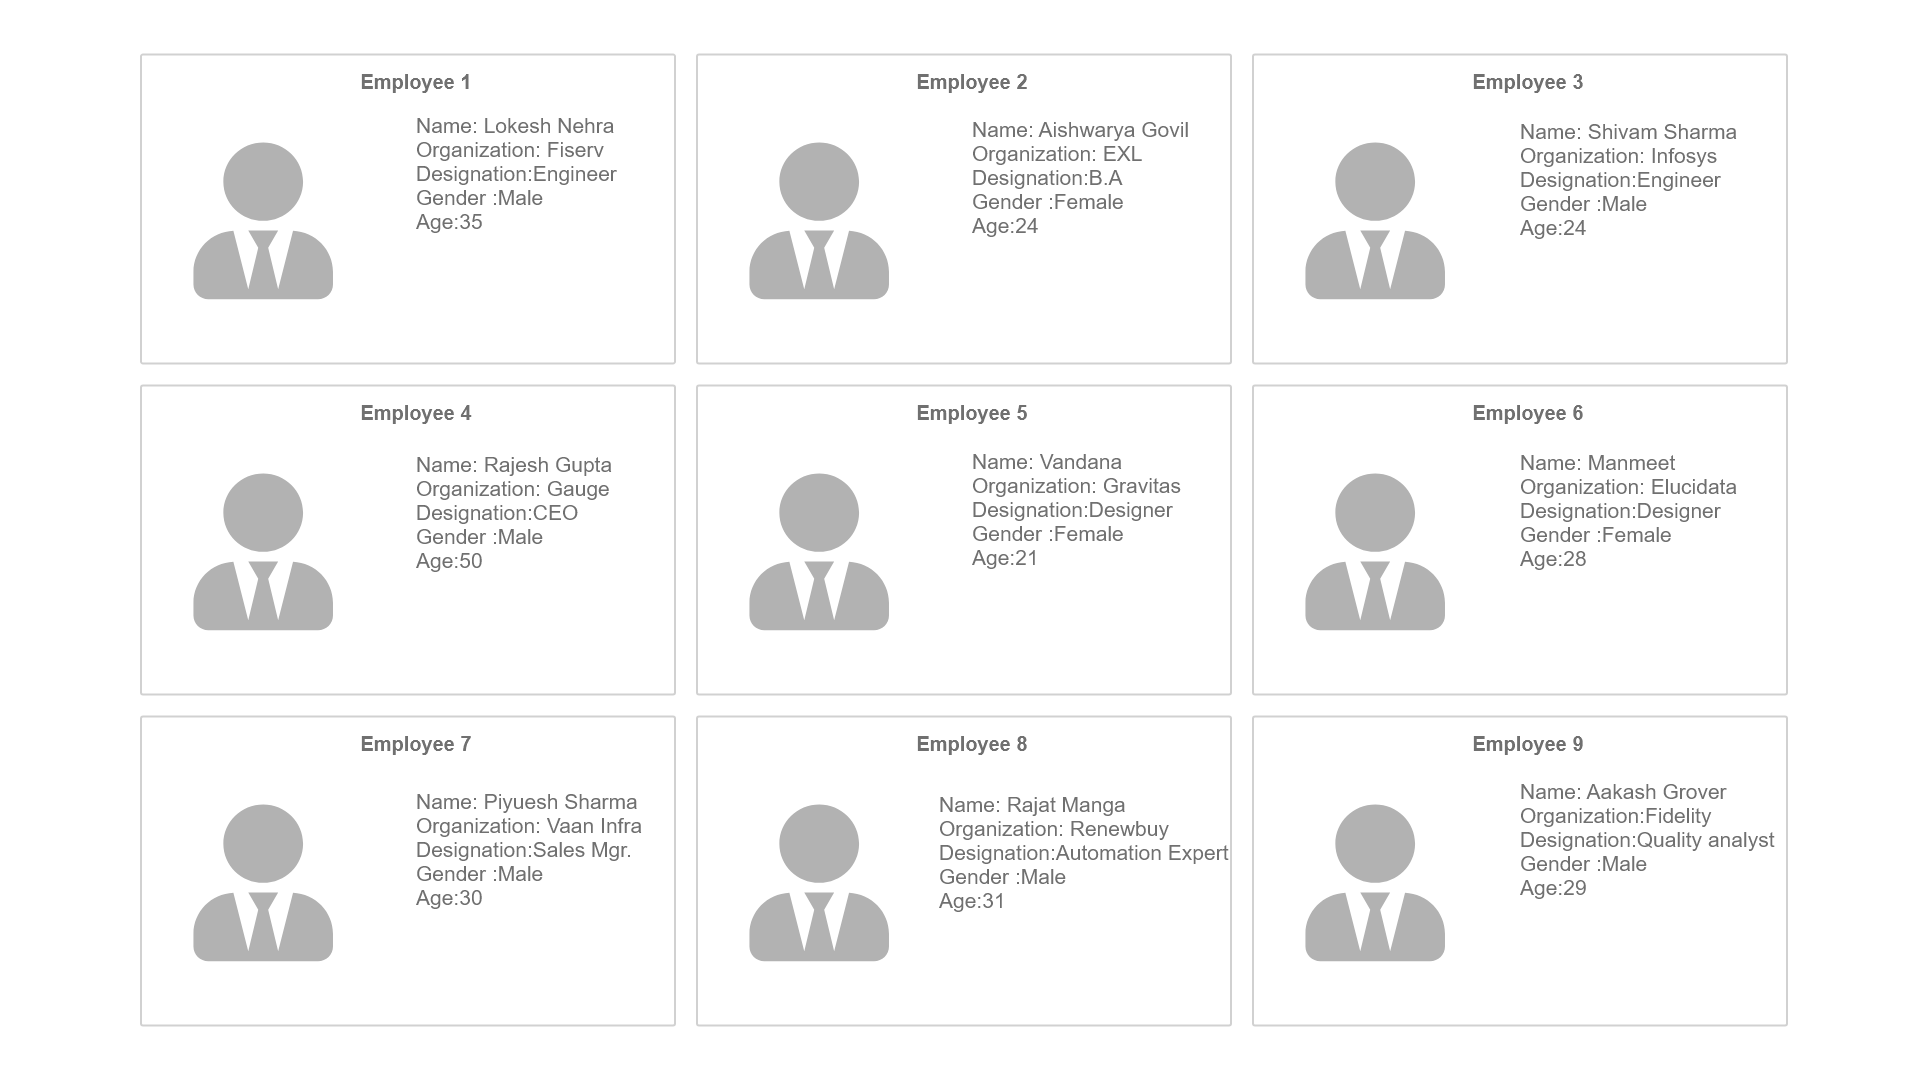 Employee 1
Name: Lokesh Nehra
Organization: Fiserv
Designation:Engineer
Gender :Male
Age:35
Employee 2
Name: Aishwarya Govil
Organization: EXL
Designation:B.A
Gender :Female
Age:24
Employee 3
Name: Shivam Sharma
Organization: Infosys
Designation:Engineer
Gender :Male
Age:24
Employee 4
Name: Rajesh Gupta
Organization: Gauge
Designation:CEO
Gender :Male
Age:50
Employee 5
Name: Vandana
Organization: Gravitas
Designation:Designer
Gender :Female
Age:21
Employee 6
Name: Manmeet
Organization: Elucidata
Designation:Designer
Gender :Female
Age:28
Employee 7
Name: Piyuesh Sharma
Organization: Vaan Infra
Designation:Sales Mgr.
Gender :Male
Age:30
Employee 8
Name: Rajat Manga
Organization: Renewbuy
Designation:Automation Expert
Gender :Male
Age:31
Employee 9
Name: Aakash Grover
Organization:Fidelity
Designation:Quality analyst
Gender :Male
Age:29